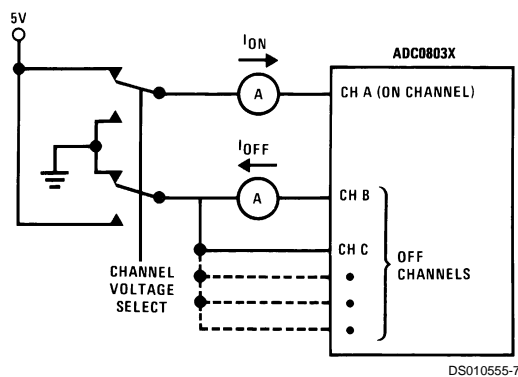 5V
ION
ADC0803X
A
CH A (ON CHANNEL)
IOFF
A
CH B
CH C
OFF
CHANNELS
CHANNEL
VOLTAGE
SELECT
DS010555-7